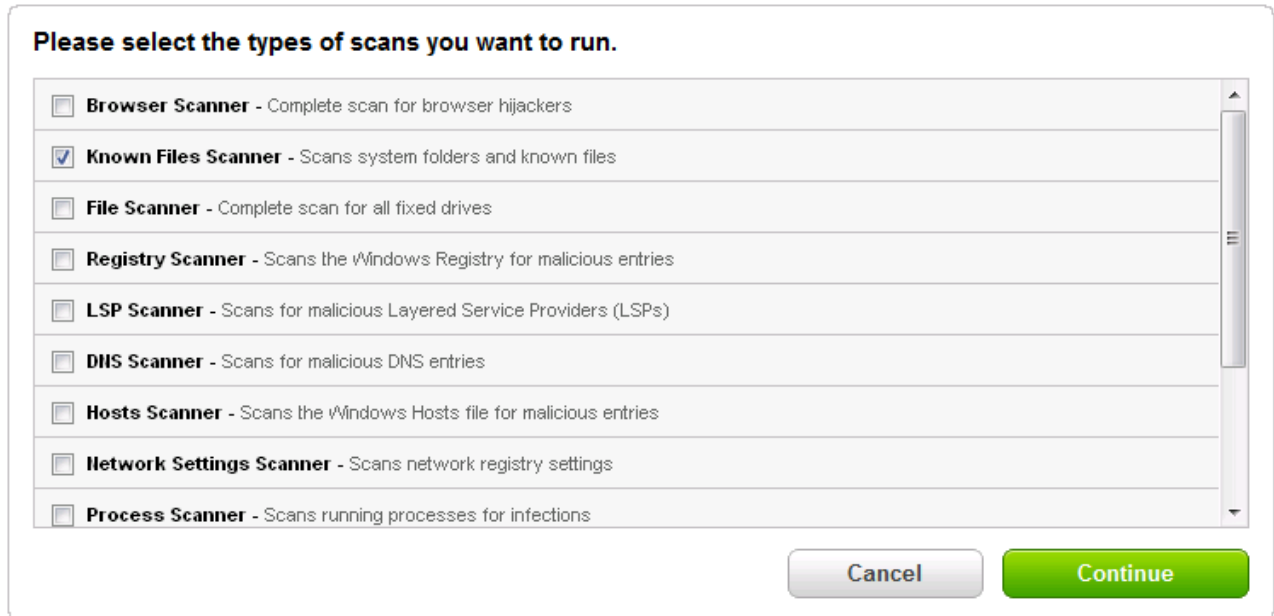 Please select the types of scans you want to run.
Browser Scanner - Complete scan for browser hijackers
Known Files Scanner - Scans system folders and known files
File Scanner - Complete scan for all fixed drives
Registry Scanner - Scans the Windows Registry for malicious entries
LSP Scanner - Scans for malicious Layered Service Providers (LSPs)
DNS Scanner - Scans for malicious DNS entries
Hosts Scanner - Scans the Windows Hosts file for malicious entries
Network Settings Scanner - Scans network registry settings
Process Scanner - Scans running processes for infections
Cancel Continue